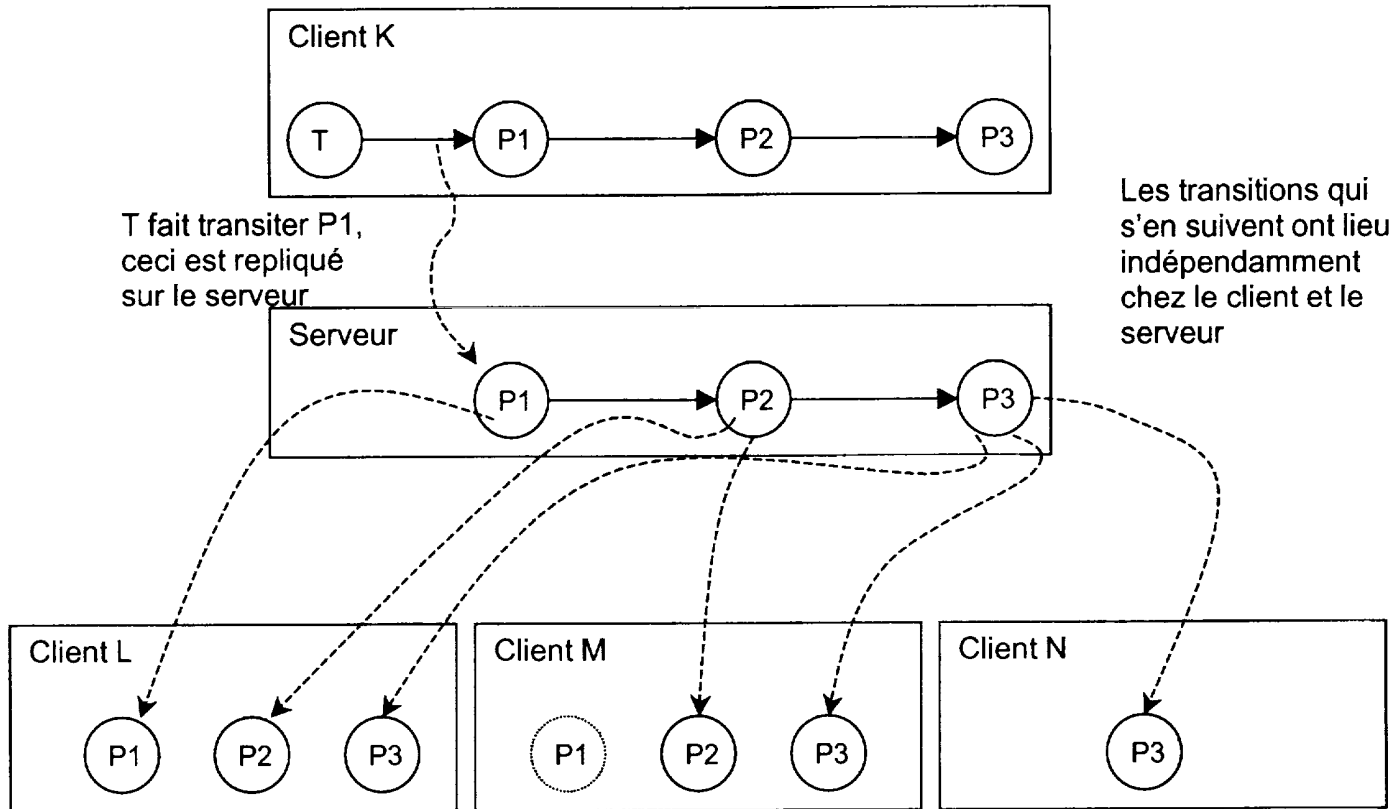 Client K
T
P1
P2
P3
T fait transiter P1,
ceci est repliqué
sur le serveur
Les transitions qui
s'en suivent ont lieu
indépendamment
chez le client et le
serveur
Serveur
P1
P2
P3
Client L
P1
P2
P3
Client M
P1
P2
P3
Client N
P3